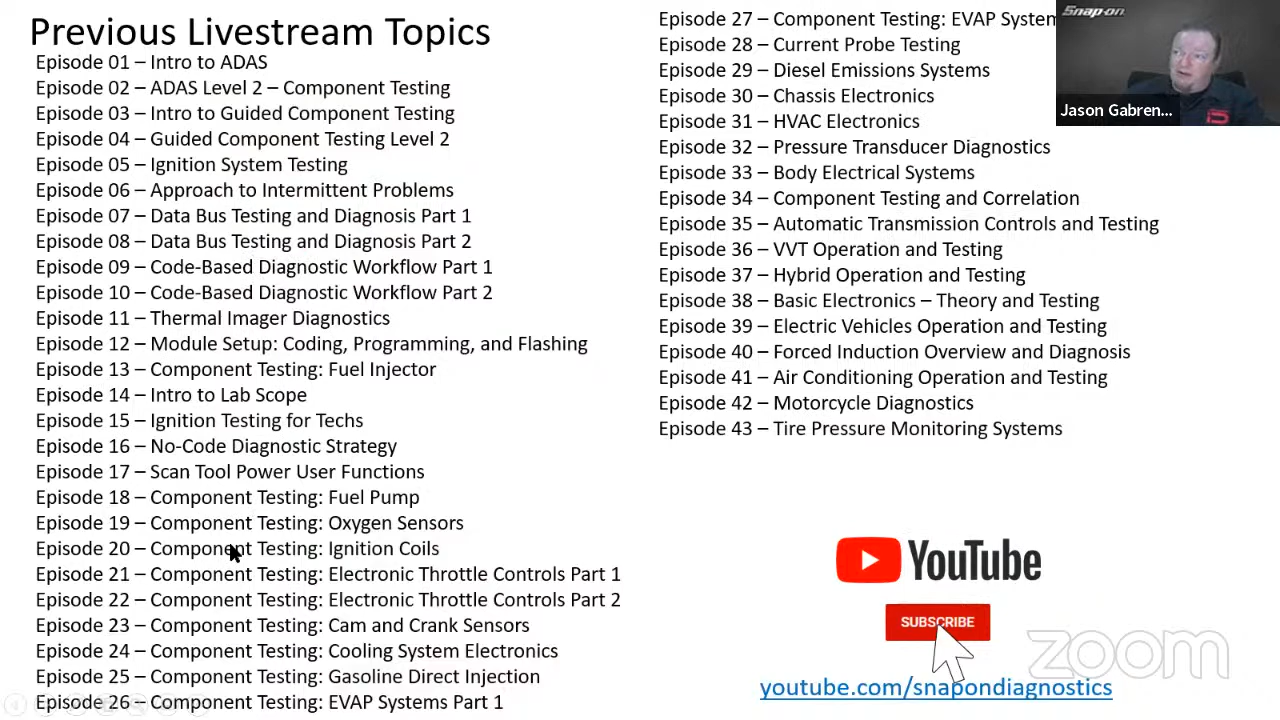 Previous Livestream Topics
Episode 01 – Intro to ADAS
Episode 02 – ADAS Level 2 – Component Testing
Episode 03 – Intro to Guided Component Testing
Episode 04 – Guided Component Testing Level 2
Episode 05 – Ignition System Testing
Episode 06 – Approach to Intermittent Problems
Episode 07 – Data Bus Testing and Diagnosis Part 1
Episode 08 – Data Bus Testing and Diagnosis Part 2
Episode 09 – Code-Based Diagnostic Workflow Part 1
Episode 10 – Code-Based Diagnostic Workflow Part 2
Episode 11 – Thermal Imager Diagnostics
Episode 12 – Module Setup: Coding, Programming, and Flashing
Episode 13 – Component Testing: Fuel Injector
Episode 14 – Intro to Lab Scope
Episode 15 – Ignition Testing for Techs
Episode 16 – No-Code Diagnostic Strategy
Episode 17 – Scan Tool Power User Functions
Episode 18 – Component Testing: Fuel Pump
Episode 19 – Component Testing: Oxygen Sensors
Episode 20 – Component Testing: Ignition Coils
Episode 21 – Component Testing: Electronic Throttle Controls Part 1
Episode 22 – Component Testing: Electronic Throttle Controls Part 2
Episode 23 – Component Testing: Cam and Crank Sensors
Episode 24 – Component Testing: Cooling System Electronics
Episode 25 – Component Testing: Gasoline Direct Injection
Episode 26 – Component Testing: EVAP Systems Part 1
Episode 27 – Component Testing: EVAP System
Episode 28 – Current Probe Testing
Episode 29 – Diesel Emissions Systems
Episode 30 – Chassis Electronics
Episode 31 – HVAC Electronics
Episode 32 – Pressure Transducer Diagnostics
Episode 33 – Body Electrical Systems
Episode 34 – Component Testing and Correlation
Episode 35 – Automatic Transmission Controls and Testing
Episode 36 – VVT Operation and Testing
Episode 37 – Hybrid Operation and Testing
Episode 38 – Basic Electronics – Theory and Testing
Episode 39 – Electric Vehicles Operation and Testing
Episode 40 – Forced Induction Overview and Diagnosis
Episode 41 – Air Conditioning Operation and Testing
Episode 42 – Motorcycle Diagnostics
Episode 43 – Tire Pressure Monitoring Systems
Snap-on
Jason Gabren...
YouTube
SUBSCRIBE
zoom
youtube.com/snapondiagnostics